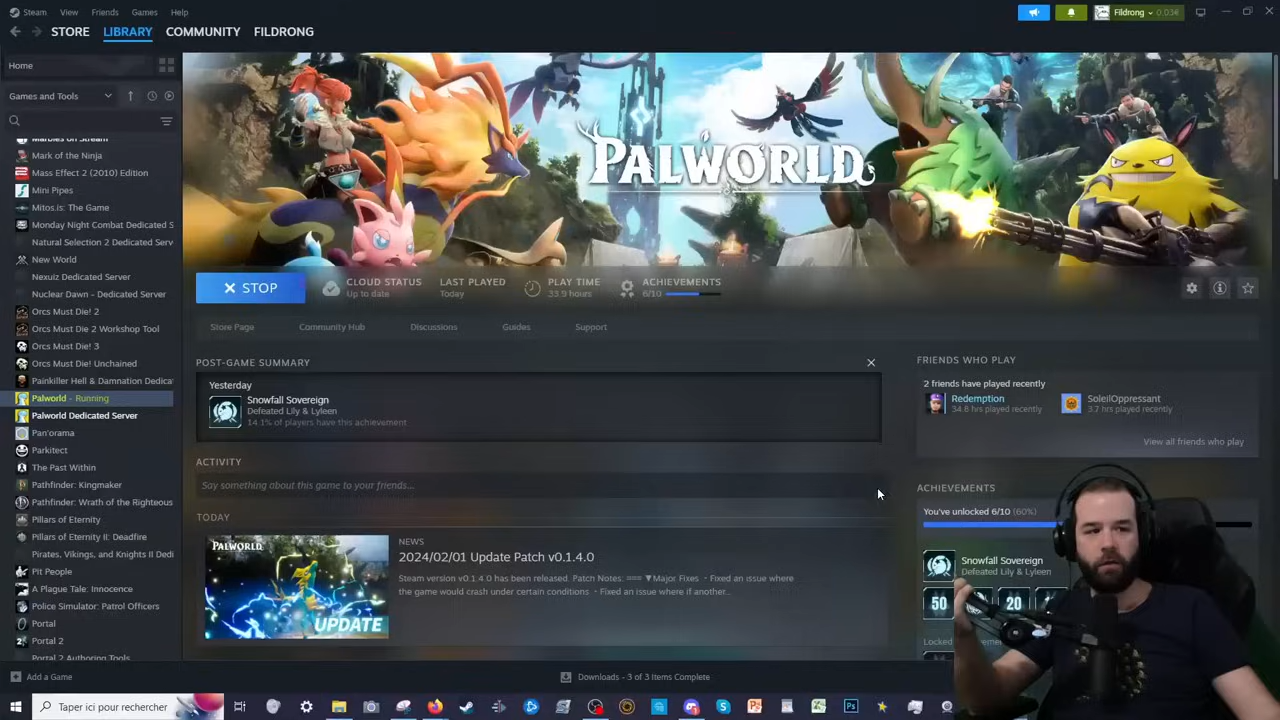 Steam View Friends Games Help
Fildrong 0.03€
STORE LIBRARY COMMUNITY FILDRONG
Home
Games and Tools
Marbles on Stream
Mark of the Ninja
Mass Effect 2 (2010) Edition
Mini Pipes
Mitos.is: The Game
Monday Night Combat Dedicated S
Natural Selection 2 Dedicated Serv
New World
Nexuiz Dedicated Server
Nuclear Dawn - Dedicated Server
Orcs Must Die! 2
Orcs Must Die 2 Workshop Tool
Orcs Must Die! 3
Orcs Must Die! Unchained
Painkiller Hell & Damnation Dedica
Palworld - Running
Palworld Dedicated Server
Pan'orama
Parkitect
The Past Within
Pathfinder: Kingmaker
Pathfinder: Wrath of the Righteous
Pillars of Eternity
Pillars of Eternity II: Deadfire
Pirates, Vikings, and Knights II Dedi
Pit People
A Plague Tale: Innocence
Police Simulator: Patrol Officers
Portal
Portal 2
Portal 2 Authoring Tools
Add a Game
PALWORLD
STOP
CLOUD STATUS
Up to date
LAST PLAYED
Today
PLAY TIME
33.9 hours
ACHIEVEMENTS
6/10
Store Page Community Hub Discussions Guides Support
POST-GAME SUMMARY
Yesterday
Snowfall Sovereign
Defeated Lily & Lyleen
14.1% of players have this achievement
ACTIVITY
Say something about this game to your friends...
TODAY
PALWORLD
UPDATE
NEWS
2024/02/01 Update Patch v0.1.4.0
Steam version v0.1.4.0 has been released. Patch Notes: === ▼Major Fixes ・Fixed an issue where
the game would crash under certain conditions ・Fixed an issue where if another...
FRIENDS WHO PLAY
2 friends have played recently
Redemption
34.8 hrs played recently
SoleilOppressant
3.7 hrs played recently
View all friends who play
ACHIEVEMENTS
You've unlocked 6/10 (60%)
Snowfall Sovereign
Defeated Lily & Lyleen
50 20
Downloads - 3 of 3 Items Complete
Taper ici pour rechercher